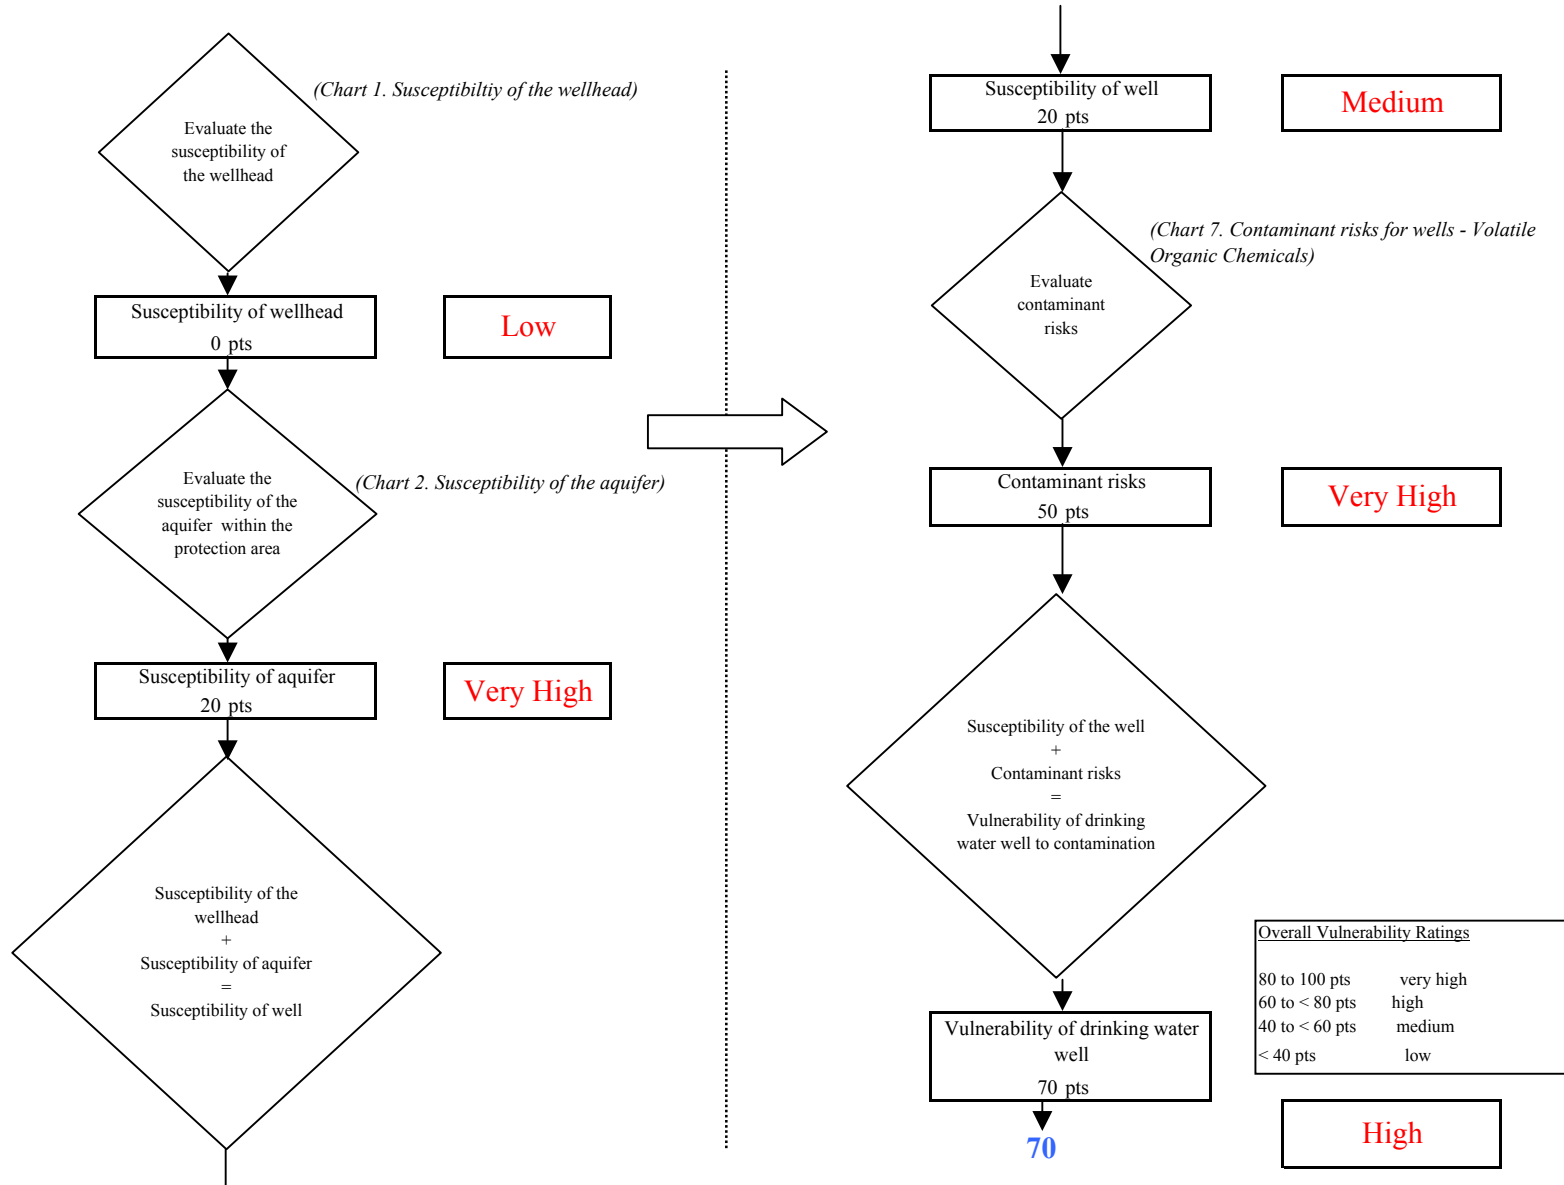 (Chart 1. Susceptibiltiy of the wellhead)
Evaluate the
susceptibility of
the wellhead
Susceptibility of wellhead
0 pts
Low
Evaluate the
susceptibility of the
aquifer within the
protection area
(Chart 2. Susceptibility of the aquifer)
Susceptibility of aquifer
20 pts
Very High
Susceptibility of the
wellhead
+
Susceptibility of aquifer
=
Susceptibility of well
Susceptibility of well
20 pts
Medium
(Chart 7. Contaminant risks for wells - Volatile
Organic Chemicals)
Evaluate
contaminant
risks
Contaminant risks
50 pts
Very High
Susceptibility of the well
+
Contaminant risks
=
Vulnerability of drinking
water well to contamination
Overall Vulnerability Ratings
80 to 100 pts very high
60 to < 80 pts high
40 to < 60 pts medium
< 40 pts low
Vulnerability of drinking water
well
70 pts
70
High